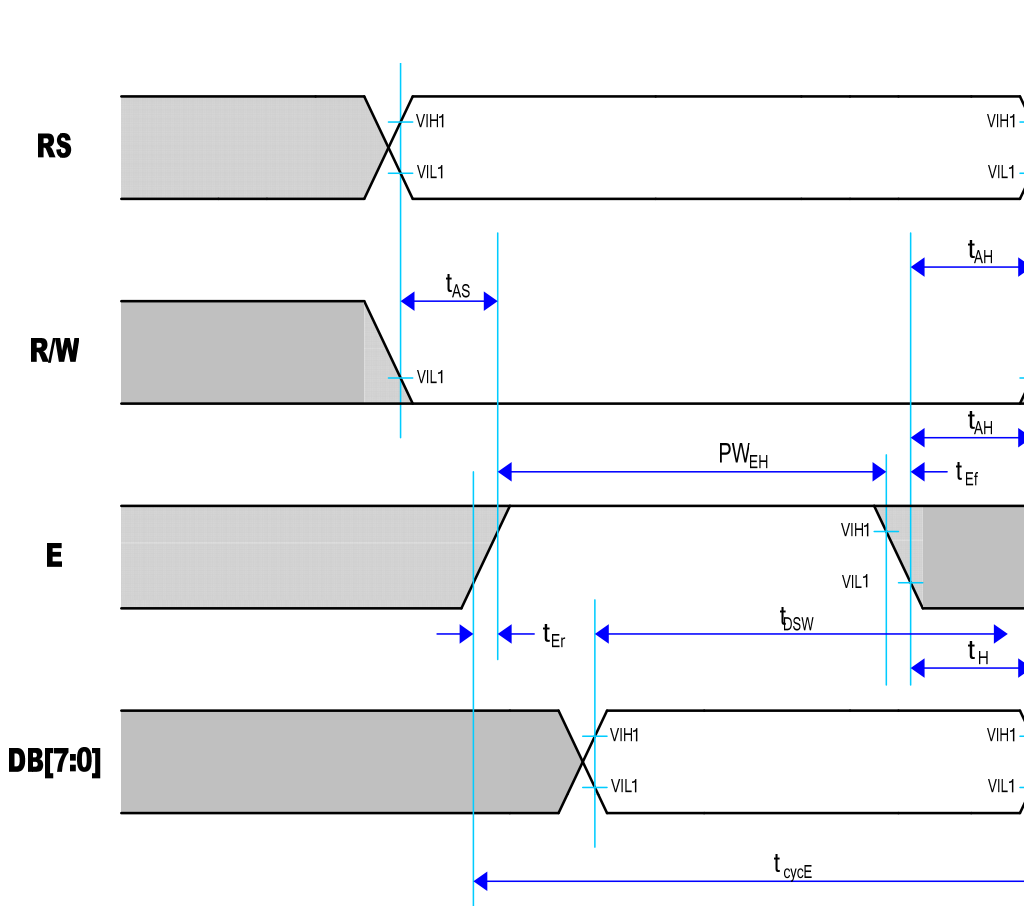 VIH1 VIH1
RS
VIL1 VIL1
tAH
tAS
R/W
VIL1
tAH
PWEH tEf
VIH1
E
VIL1
tDSW
tEr
tH
VIH1 VIH1
DB[7:0]
VIL1 VIL1
tcycE